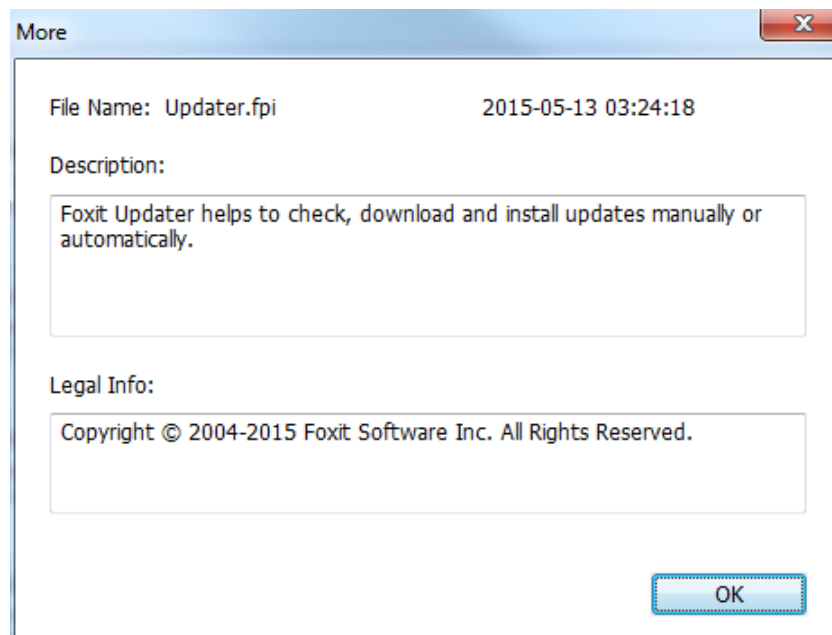 More
File Name: Updater.fpi 2015-05-13 03:24:18
Description:
Foxit Updater helps to check, download and install updates manually or
automatically.
Legal Info:
Copyright © 2004-2015 Foxit Software Inc. All Rights Reserved.
OK